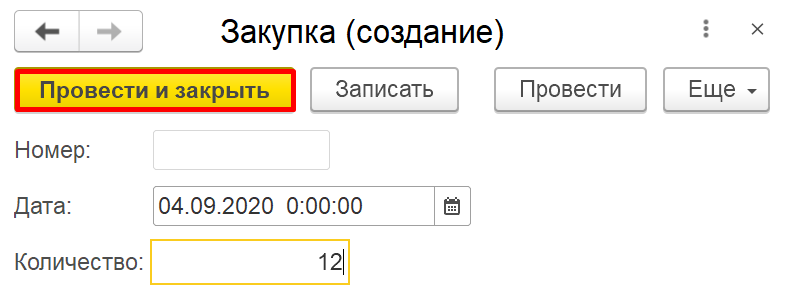 Закупка (создание)
Провести и закрыть Записать Провести Еще
Номер:
Дата: 04.09.2020 0:00:00
Количество: 12